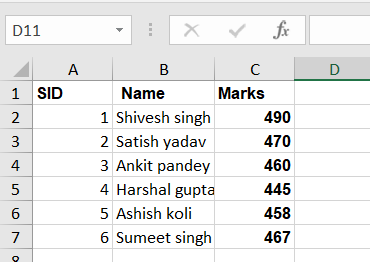 D11 fx
A B C D
1 SID Name Marks
2 1 Shivesh singh 490
3 2 Satish yadav 470
4 3 Ankit pandey 460
5 4 Harshal gupta 445
6 5 Ashish koli 458
7 6 Sumeet singh 467
8